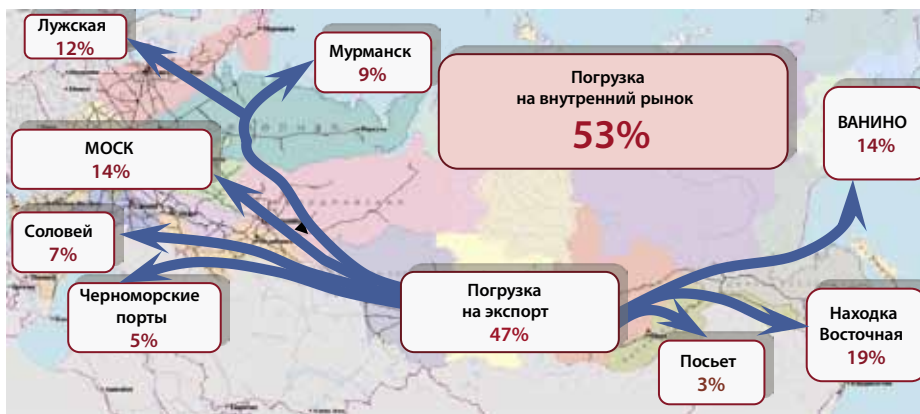 Лужская
12%
Мурманск
9%
Погрузка
на внутренний рынок
53%
ВАНИНО
14%
МОСК
14%
Соловей
7%
Черноморские
порты
5%
Погрузка
на экспорт
47%
Посьет
3%
Находка
Восточная
19%